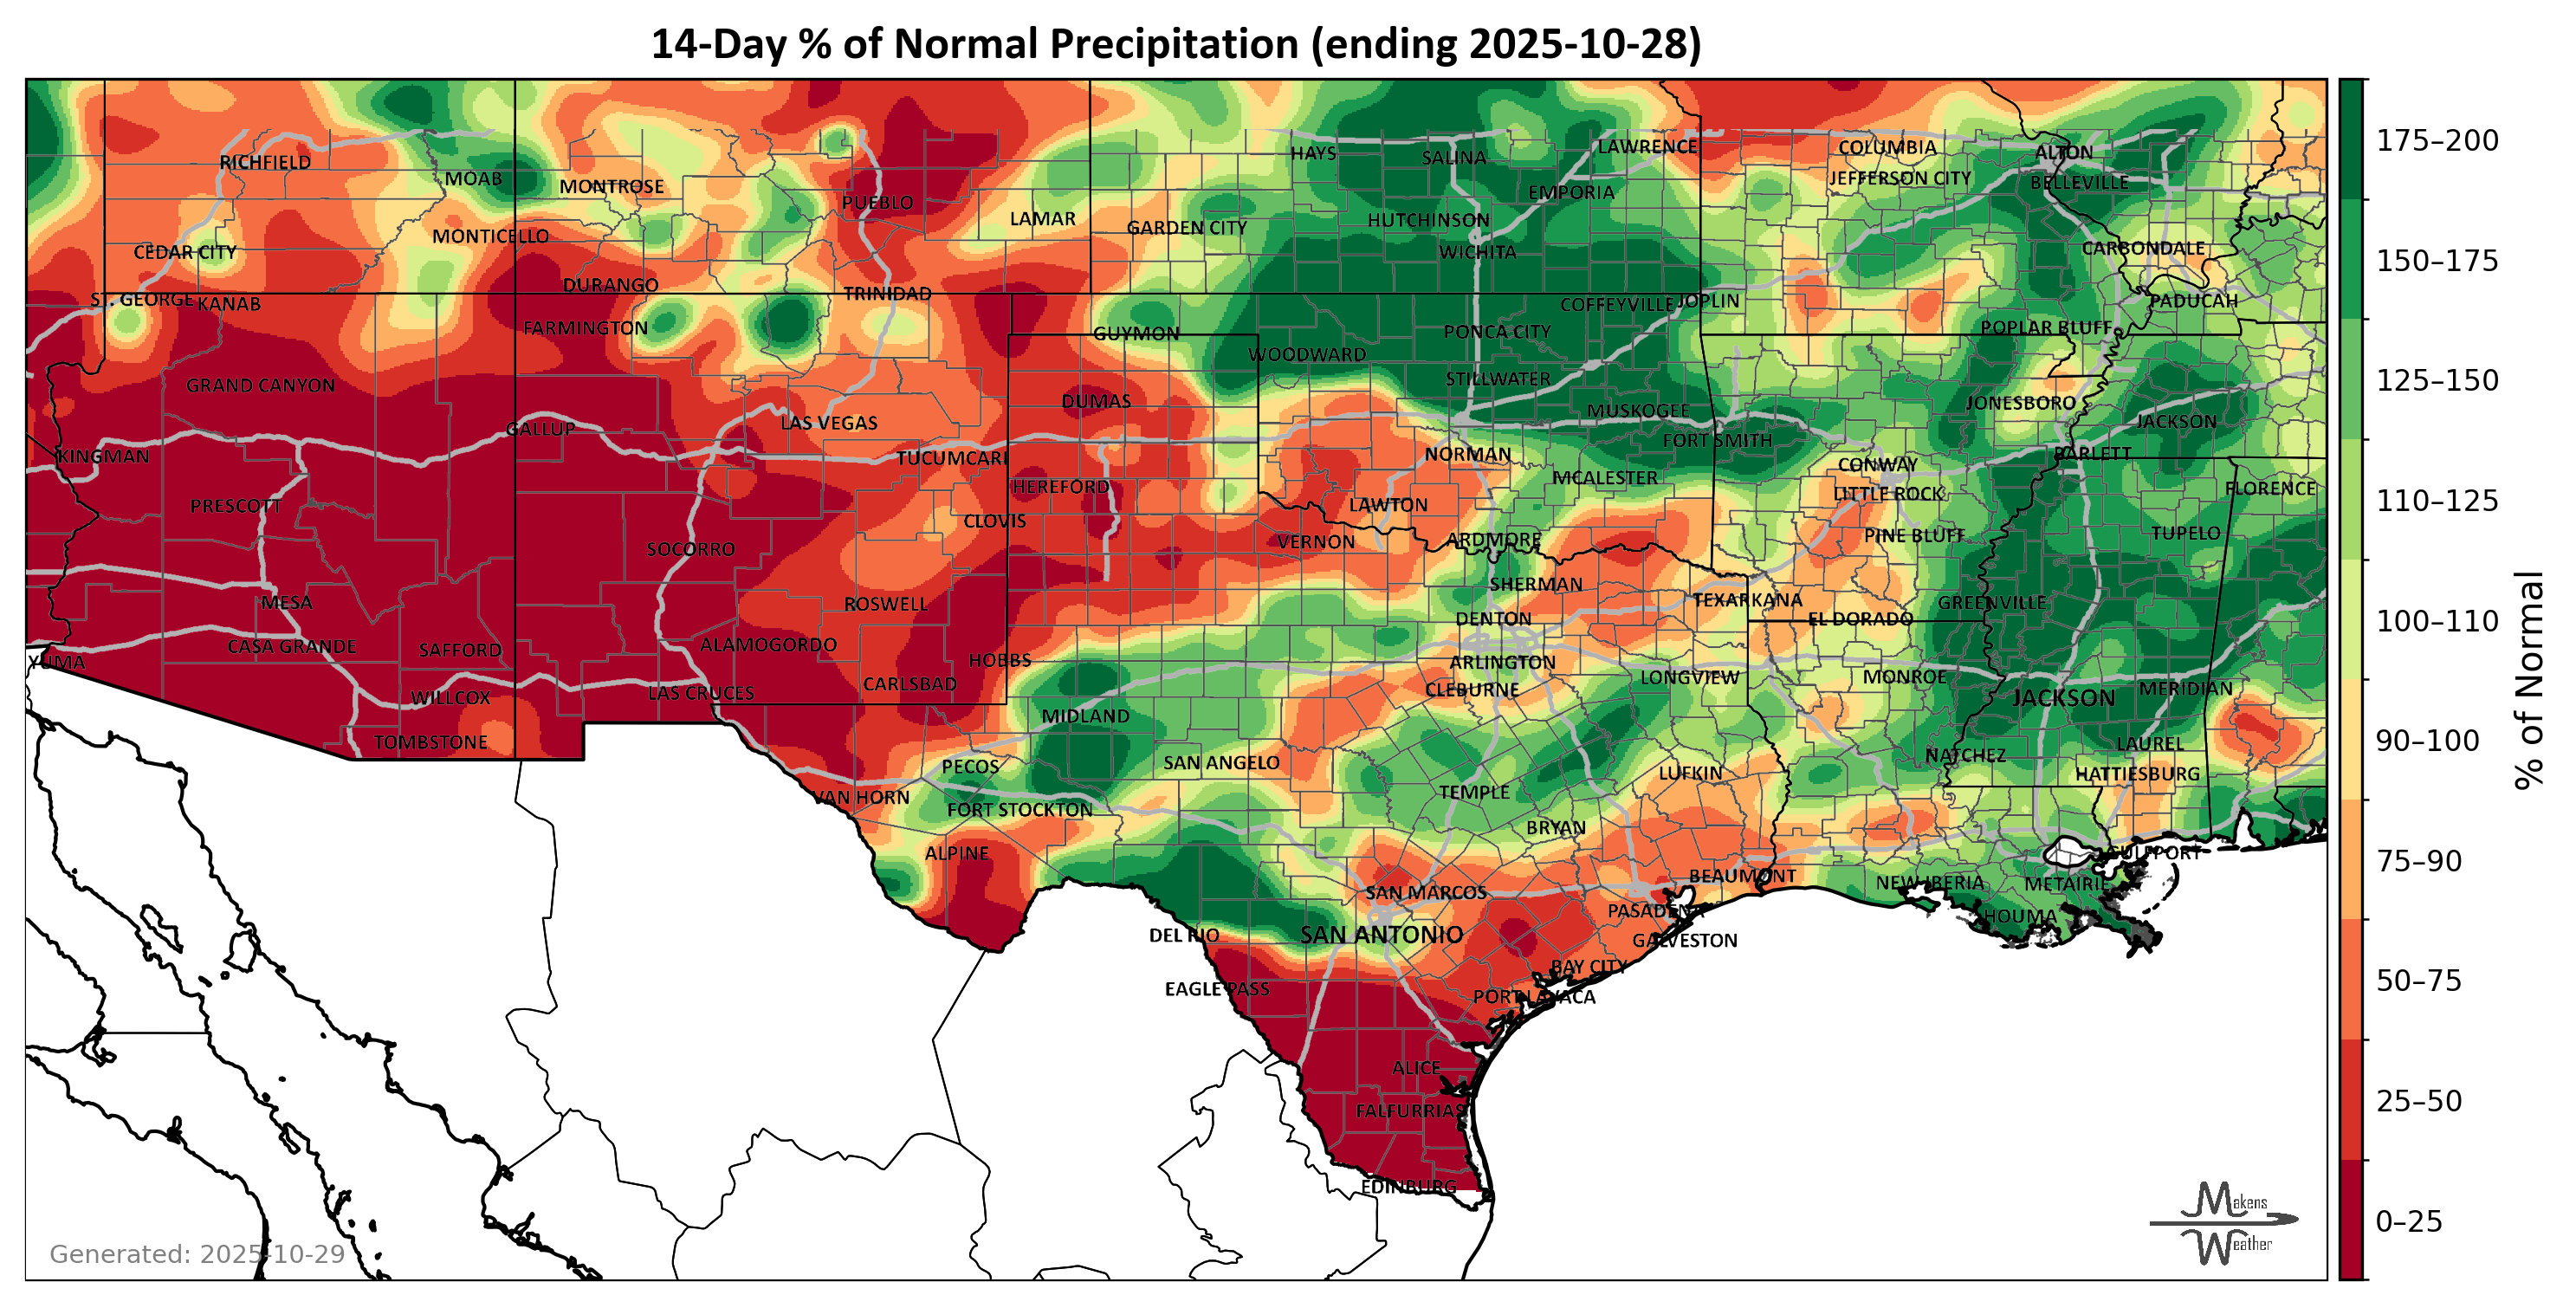 14-Day % of Normal Precipitation (ending 2025-10-28)
HAYS
SALINA
LAWRENCE
COLUMBIA
ALTON
RICHFIELD
MOAB
MONTROSE
EMPORIA
JEFFERSON CITY
BELLEVILLE
PUEBLO
LAMAR
GARDEN CITY
HUTCHINSON
MONTICELLO
CEDAR CITY
WICHITA
CARBONDALE
DURANGO
TRINIDAD
ST. GEORGE
KANAB
COFFEYVILLE
JOPLIN
PADUCAH
FARMINGTON
GUYMON
PONCA CITY
POPLAR BLUFF
WOODWARD
GRAND CANYON
STILLWATER
DUMAS
MUSKOGEE
JONESBORO
GALLUP
LAS VEGAS
JACKSON
FORT SMITH
KINGMAN
TUCUMCARI
NORMAN
CONWAY
BARLETT
HEREFORD
MCALESTER
LITTLE ROCK
FLORENCE
PRESCOTT
LAWTON
CLOVIS
SOCORRO
VERNON
ARDMORE
PINE BLUFF
TUPELO
SHERMAN
MESA
ROSWELL
TEXARKANA
GREENVILLE
DENTON
EL DORADO
CASA GRANDE
SAFFORD
ALAMOGORDO
YUMA
HOBBS
ARLINGTON
WILLCOX
LAS CRUCES
CARLSBAD
CLEBURNE
LONGVIEW
MONROE
JACKSON
MERIDIAN
MIDLAND
TOMBSTONE
PECOS
SAN ANGELO
LUFKIN
NATCHEZ
LAUREL
HATTIESBURG
VAN HORN
FORT STOCKTON
TEMPLE
BRYAN
ALPINE
GULFPORT
SAN MARCOS
BEAUMONT
NEW IBERIA
METAIRIE
PASADENA
HOUMA
DEL RIO
SAN ANTONIO
GALVESTON
BAY CITY
EAGLE PASS
PORT LAVACA
ALICE
FALFURRIAS
EDINBURG
175–200
150–175
125–150
110–125
100–110
90–100
75–90
50–75
25–50
0–25
% of Normal
Generated: 2025-10-29
Makens
Weather